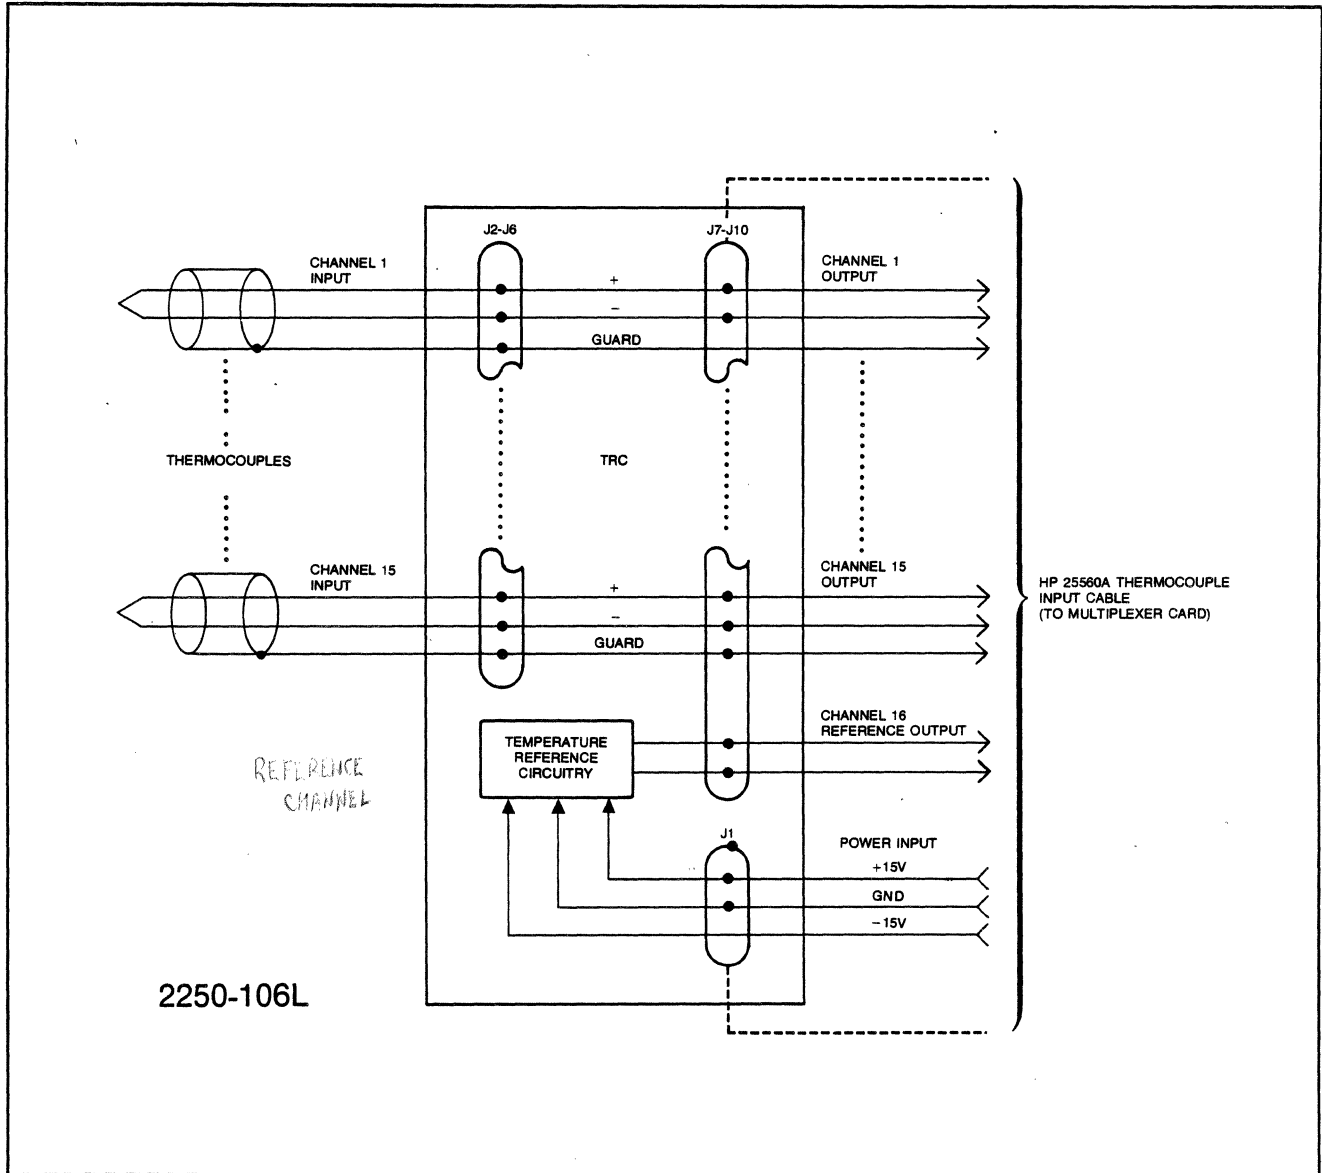 J2-J6
J7-J10
CHANNEL 1
INPUT
+
CHANNEL 1
OUTPUT
−
GUARD
THERMOCOUPLES
TRC
CHANNEL 15
INPUT
+
CHANNEL 15
OUTPUT
−
GUARD
HP 25560A THERMOCOUPLE
INPUT CABLE
(TO MULTIPLEXER CARD)
CHANNEL 16
REFERENCE OUTPUT
TEMPERATURE
REFERENCE
CIRCUITRY
REFERENCE
CHANNEL
J1
POWER INPUT
+15V
GND
−15V
2250-106L